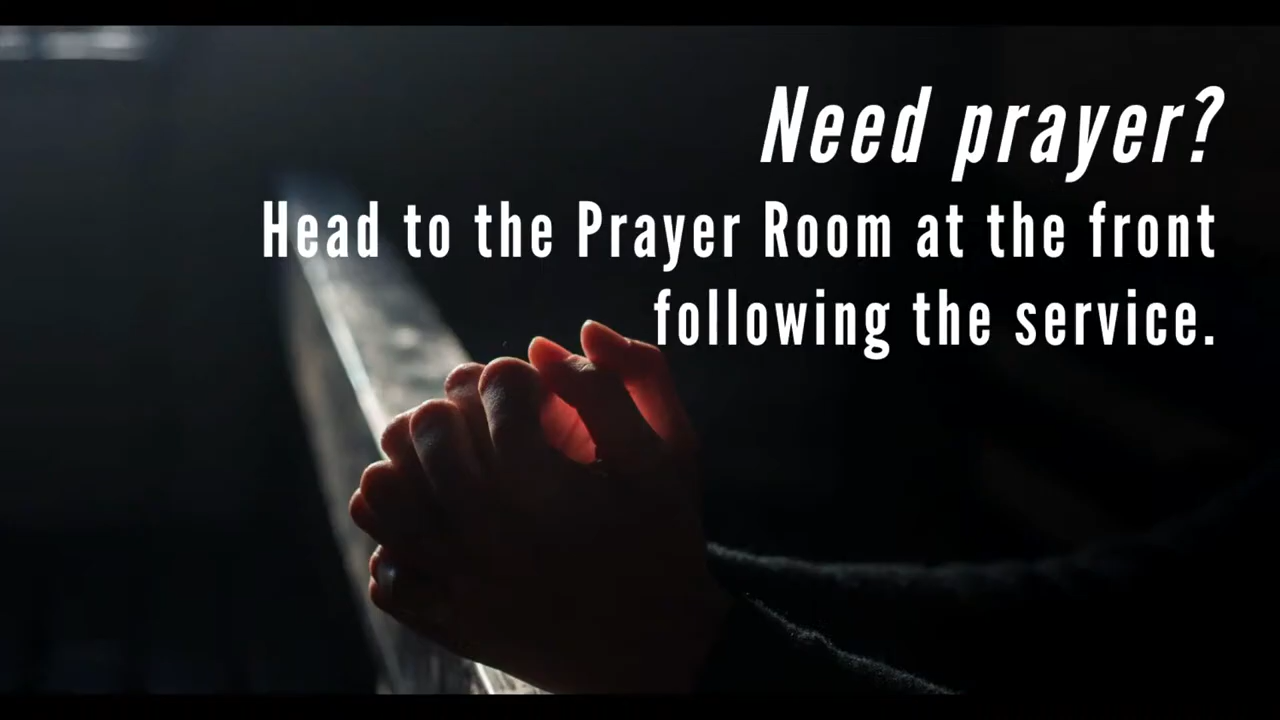 Need prayer?
Head to the Prayer Room at the front
following the service.